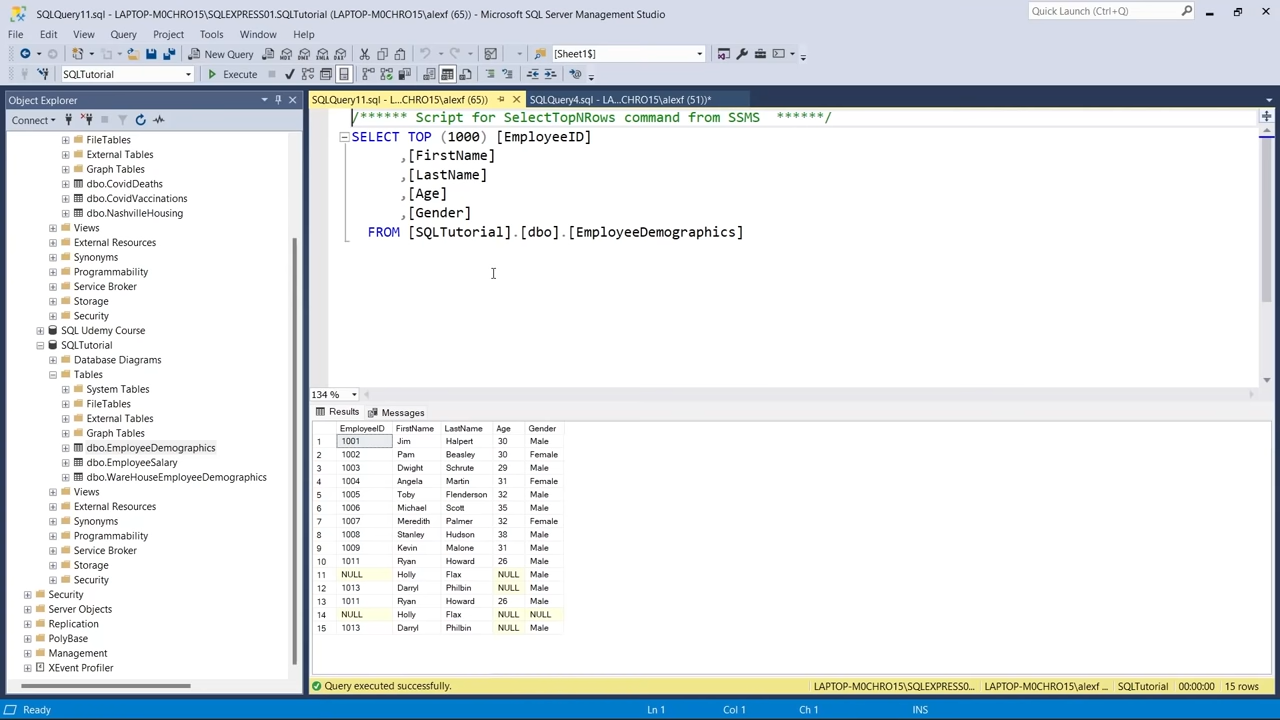 SQLQuery11.sql - LAPTOP-M0CHRO15\SQLEXPRESS01.SQLTutorial (LAPTOP-M0CHRO15\alexf (65)) - Microsoft SQL Server Management Studio
Quick Launch (Ctrl+Q)
File Edit View Query Project Tools Window Help
New Query MDX DMX XMLA DAX [Sheet1$]
SQLTutorial Execute
Object Explorer
Connect
FileTables
External Tables
Graph Tables
dbo.CovidDeaths
dbo.CovidVaccinations
dbo.NashvilleHousing
Views
External Resources
Synonyms
Programmability
Service Broker
Storage
Security
SQL Udemy Course
SQLTutorial
Database Diagrams
Tables
System Tables
FileTables
External Tables
Graph Tables
dbo.EmployeeDemographics
dbo.EmployeeSalary
dbo.WareHouseEmployeeDemographics
Views
External Resources
Synonyms
Programmability
Service Broker
Storage
Security
Security
Server Objects
Replication
PolyBase
Management
XEvent Profiler
SQLQuery11.sql - L...CHRO15\alexf (65)) SQLQuery4.sql - LA...CHRO15\alexf (51))*
/****** Script for SelectTopNRows command from SSMS ******/
SELECT TOP (1000) [EmployeeID]
,[FirstName]
,[LastName]
,[Age]
,[Gender]
FROM [SQLTutorial].[dbo].[EmployeeDemographics]
134 %
Results Messages
EmployeeID FirstName LastName Age Gender
1 1001 Jim Halpert 30 Male
2 1002 Pam Beasley 30 Female
3 1003 Dwight Schrute 29 Male
4 1004 Angela Martin 31 Female
5 1005 Toby Flenderson 32 Male
6 1006 Michael Scott 35 Male
7 1007 Meredith Palmer 32 Female
8 1008 Stanley Hudson 38 Male
9 1009 Kevin Malone 31 Male
10 1011 Ryan Howard 26 Male
11 NULL Holly Flax NULL Male
12 1013 Darryl Philbin NULL Male
13 1011 Ryan Howard 26 Male
14 NULL Holly Flax NULL NULL
15 1013 Darryl Philbin NULL Male
Query executed successfully. LAPTOP-M0CHRO15\SQLEXPRESS0... LAPTOP-M0CHRO15\alexf ... SQLTutorial 00:00:00 15 rows
Ready Ln 1 Col 1 Ch 1 INS